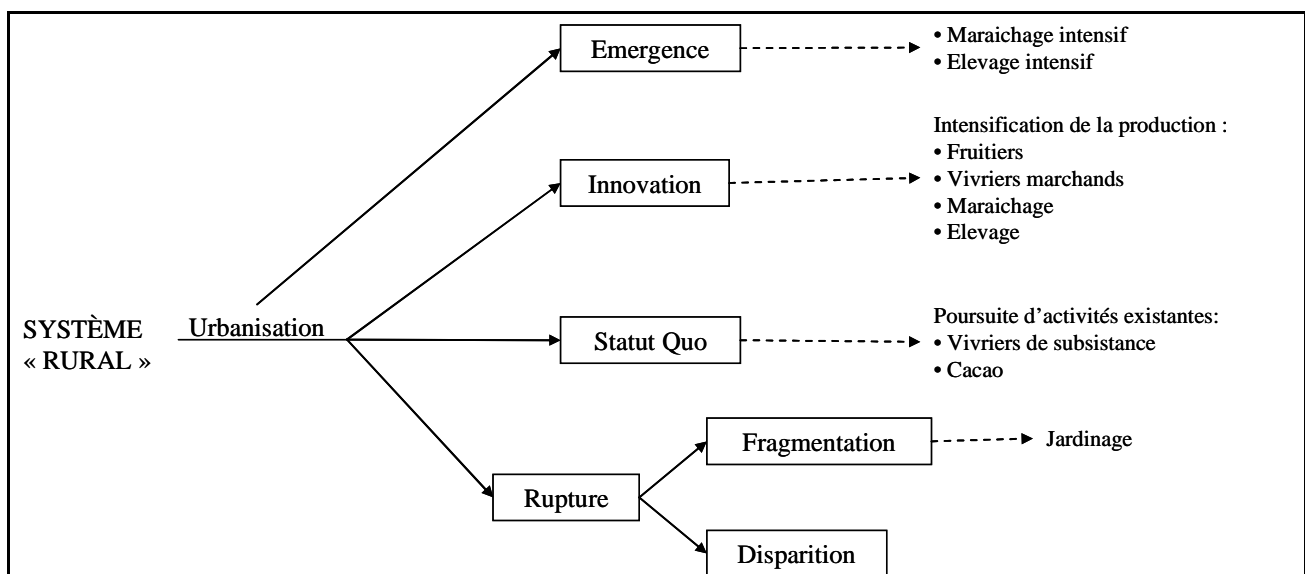 Emergence
• Maraichage intensif
• Elevage intensif
Innovation
Intensification de la production :
• Fruitiers
• Vivriers marchands
• Maraichage
• Elevage
SYSTÈME
« RURAL »
Urbanisation
Statut Quo
Poursuite d’activités existantes:
• Vivriers de subsistance
• Cacao
Rupture
Fragmentation
Jardinage
Disparition